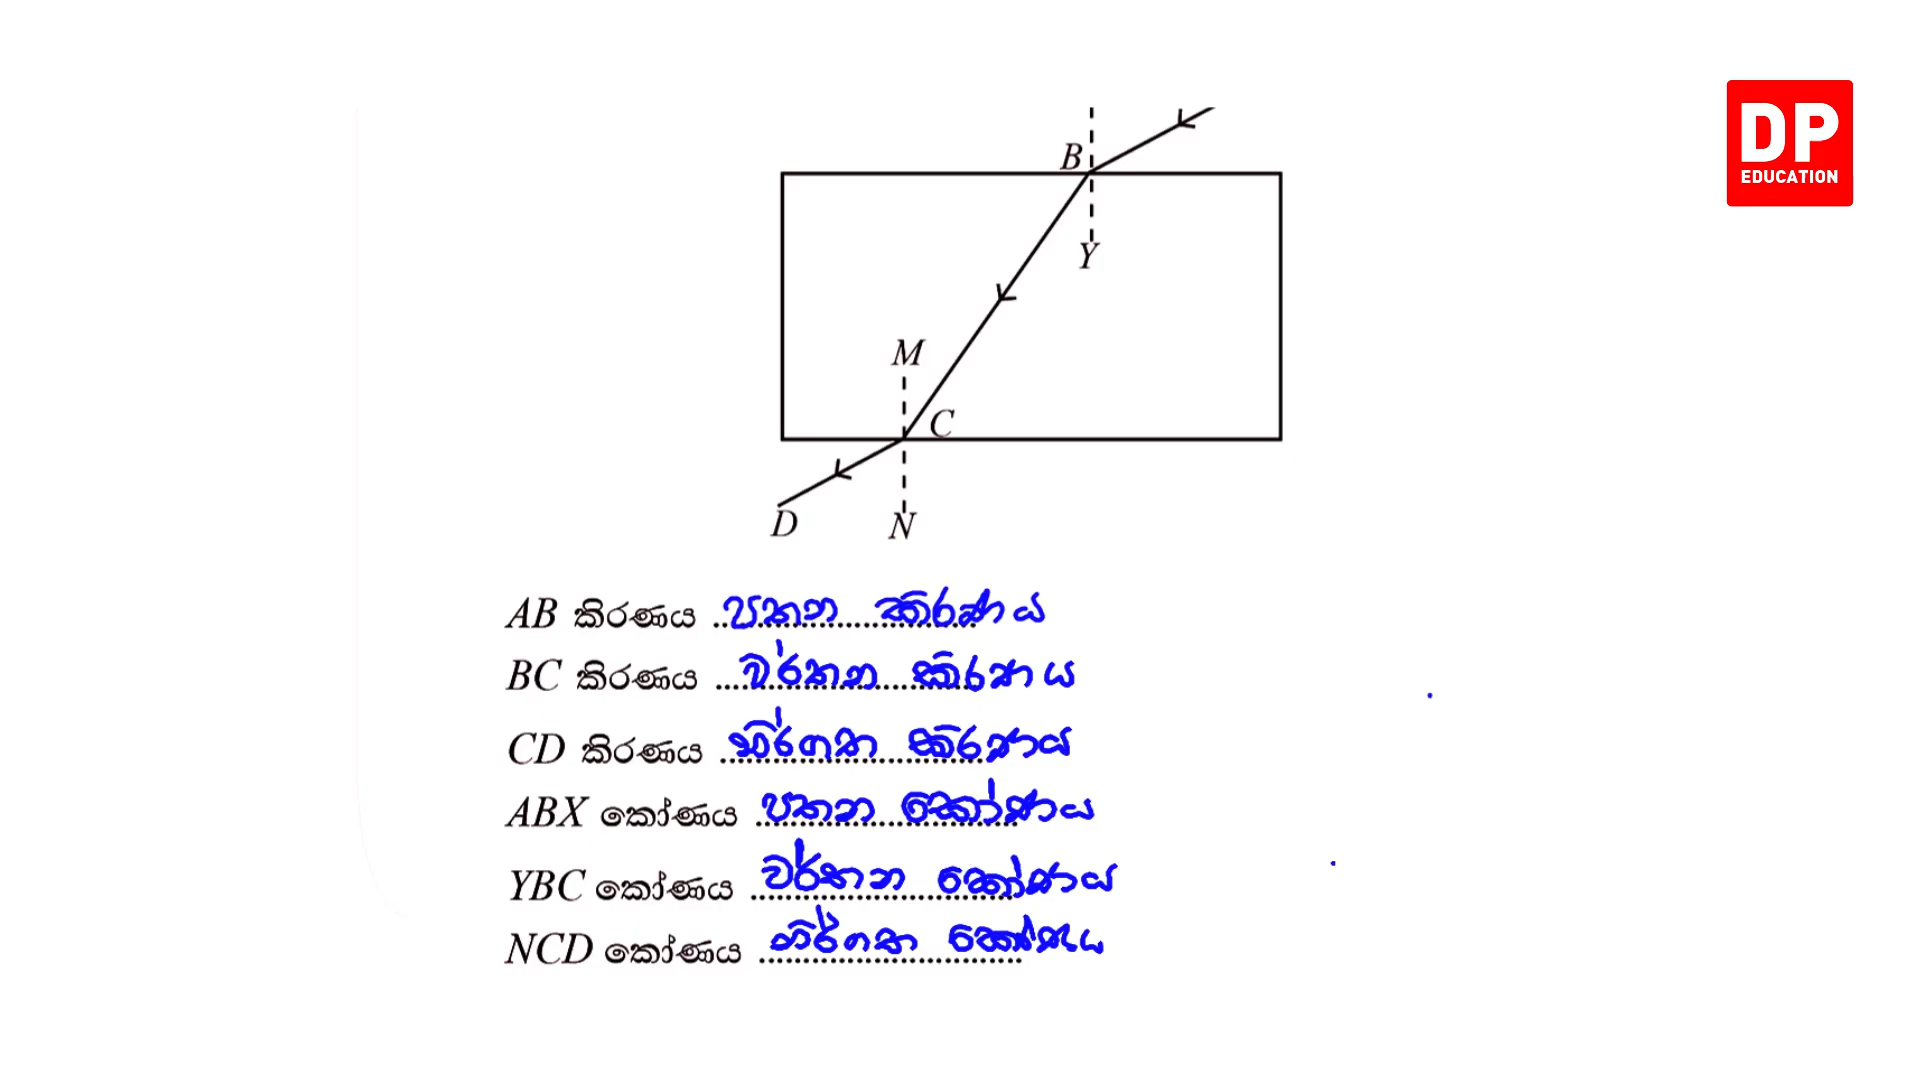 DP
EDUCATION
B
Y
M
C
D
N
AB කිරණය පතන කිරණය
BC කිරණය වර්තන කිරණය
CD කිරණය නිර්ගත කිරණය
ABX කෝණය පතන කෝණය
YBC කෝණය වර්තන කෝණය
NCD කෝණය නිර්ගත කෝණය